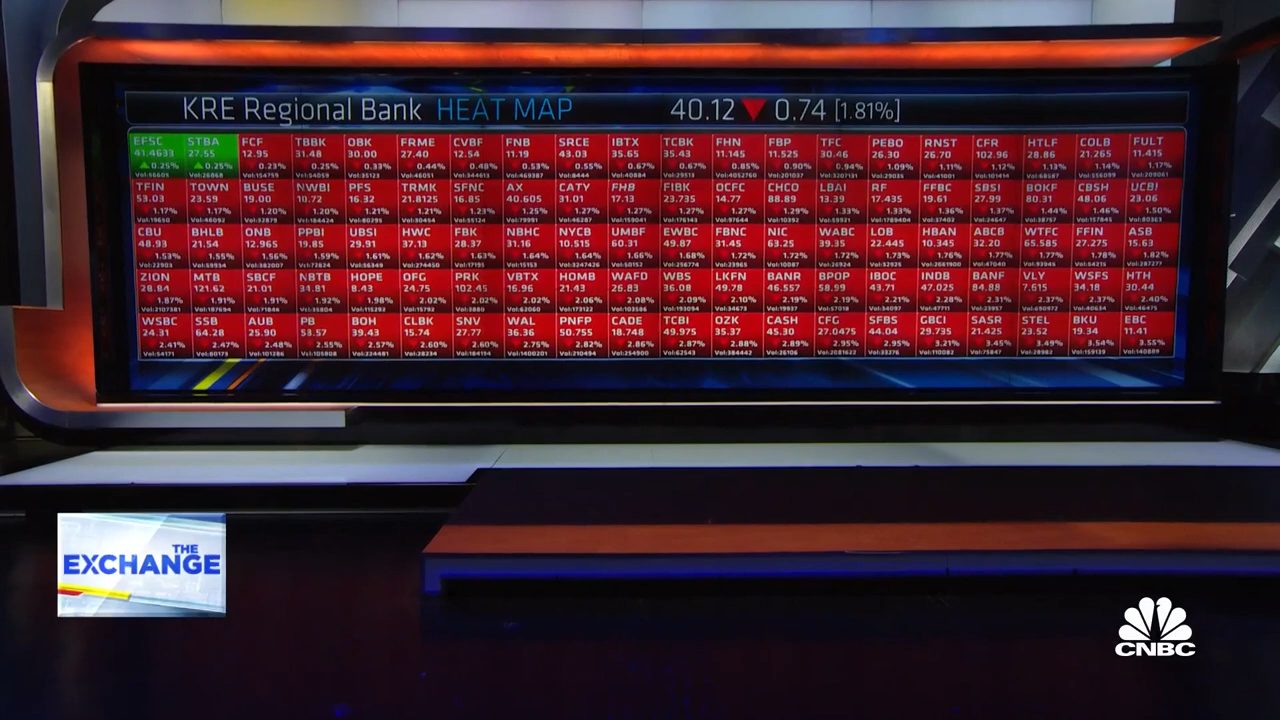 KRE Regional Bank HEAT MAP 40.12 0.74 [1.81%]
EFSC STBA FCF TBBK OBK FRME CVBF FNB SRCE IBTX TCBK FHN FBP TFC PEBO RNST CFR HTLF COLB FULT
41.4633 27.55 12.95 31.48 30.00 27.40 12.54 11.19 43.03 35.65 35.43 11.145 11.525 30.46 26.30 26.70 102.96 28.86 21.265 11.415
0.25% 0.25% 0.23% 0.25% 0.33% 0.44% 0.48% 0.53% 0.55% 0.67% 0.67% 0.85% 0.90% 0.94% 1.09% 1.11% 1.12% 1.13% 1.14% 1.17%
TFIN TOWN BUSE NWBI PFS TRMK SFNC AX CATY FHB FIBK OCFC CHCO LBAI RF FFBC SBSI BOKF CBSH UCBI
53.03 23.59 19.00 10.72 16.32 21.8125 16.85 40.605 31.01 17.13 23.735 14.77 88.89 13.39 17.435 19.61 27.99 80.31 48.06 23.06
1.17% 1.17% 1.20% 1.20% 1.21% 1.21% 1.23% 1.25% 1.27% 1.27% 1.27% 1.27% 1.29% 1.33% 1.33% 1.36% 1.37% 1.44% 1.46% 1.50%
CBU BHLB ONB PPBI UBSI HWC FBK NBHC NYCB UMBF EWBC FBNC NIC WABC LOB HBAN ABCB WTFC FFIN ASB
48.93 21.54 12.965 19.85 29.91 37.13 28.37 31.16 10.515 60.31 49.87 31.45 63.25 39.35 22.445 10.345 32.20 65.585 27.275 15.63
1.53% 1.55% 1.56% 1.59% 1.61% 1.62% 1.63% 1.64% 1.64% 1.66% 1.68% 1.72% 1.72% 1.72% 1.73% 1.76% 1.77% 1.77% 1.78% 1.82%
ZION MTB SBCF NBTB HOPE OFG PRK VBTX HOMB WAFD WBS LKFN BANR BPOP IBOC INDB BANF VLY WSFS HTH
28.84 121.62 21.01 31.81 8.43 24.75 102.45 16.96 21.43 26.83 36.08 49.78 46.557 58.99 43.71 47.025 84.88 7.615 34.18 30.44
1.87% 1.91% 1.91% 1.92% 1.98% 2.02% 2.02% 2.02% 2.06% 2.08% 2.09% 2.10% 2.19% 2.19% 2.21% 2.28% 2.31% 2.37% 2.37% 2.40%
WSBC SSB AUB PB BOH CLBK SNV WAL PNFP CADE TCBI OZK CASH CFG SFBS GBCI SASR STEL BKU EBC
24.31 64.28 25.90 53.57 39.43 15.74 27.77 36.36 50.755 18.748 42.975 35.37 45.30 27.0475 44.04 29.735 21.425 23.52 19.34 11.41
2.41% 2.47% 2.48% 2.55% 2.57% 2.60% 2.60% 2.75% 2.82% 2.86% 2.87% 2.88% 2.89% 2.95% 2.95% 3.21% 3.45% 3.49% 3.54% 3.55%
THE
EXCHANGE
CNBC